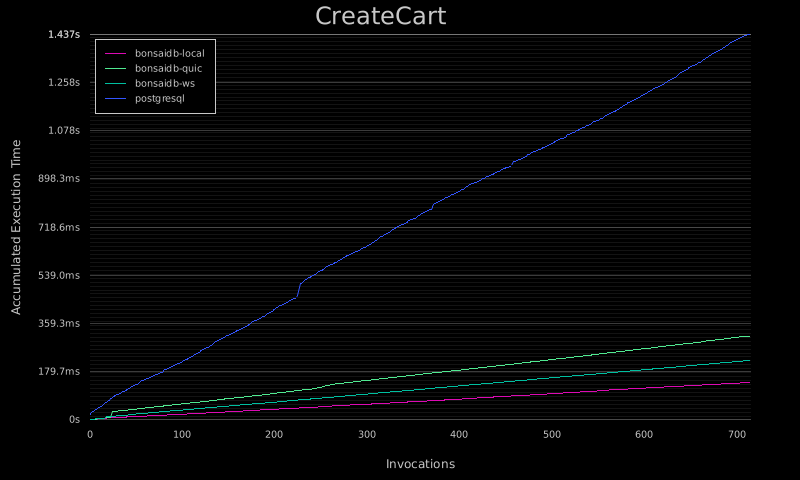 CreateCart
1.437s
1.258s
1.078s
898.3ms
718.6ms
539.0ms
359.3ms
179.7ms
0s
bonsaidb-local
bonsaidb-quic
bonsaidb-ws
postgresql
Accumulated Execution Time
0 100 200 300 400 500 600 700
Invocations